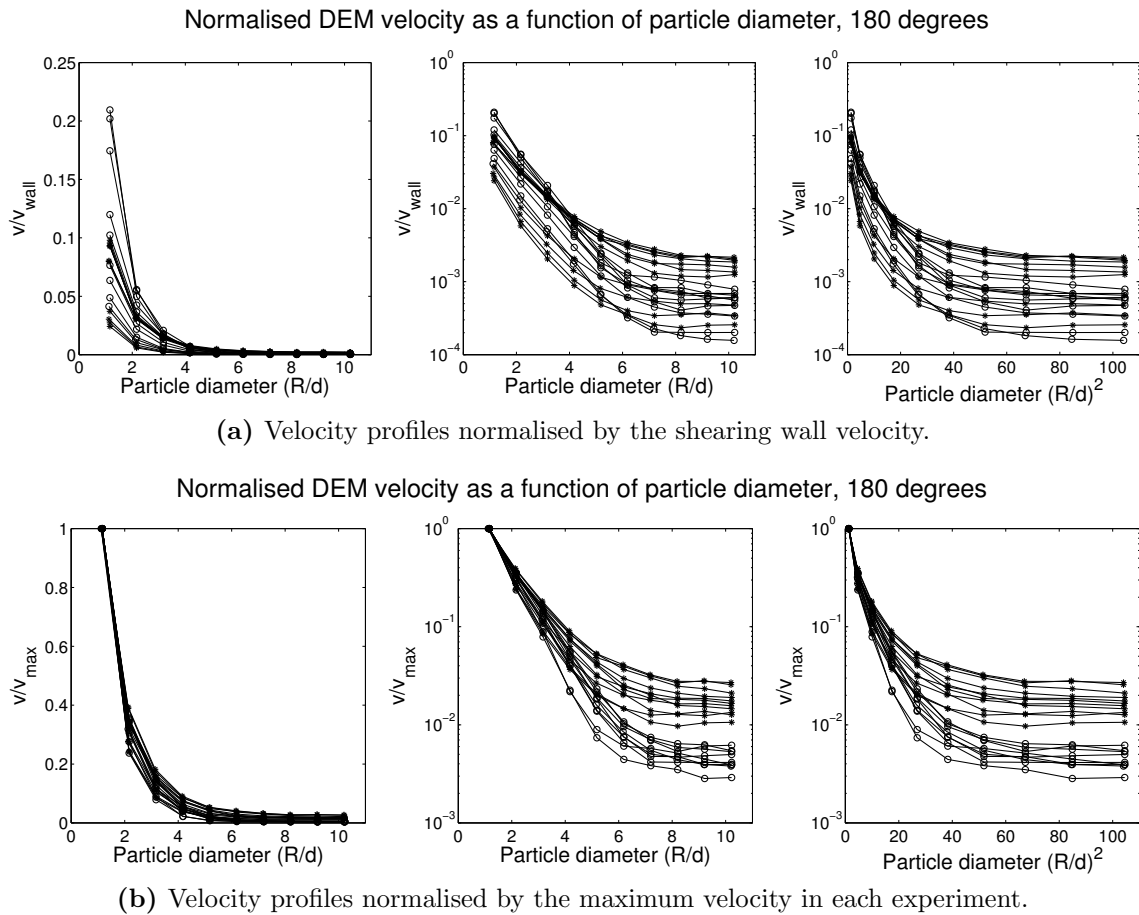 Normalised DEM velocity as a function of particle diameter, 180 degrees
0.25
0.2
0.15
0.1
0.05
0
v/v_wall
0 2 4 6 8 10
Particle diameter (R/d)
10^0
10^-1
10^-2
10^-3
10^-4
v/v_wall
0 2 4 6 8 10
Particle diameter (R/d)
10^0
10^-1
10^-2
10^-3
10^-4
v/v_wall
0 20 40 60 80 100
Particle diameter (R/d)^2
(a) Velocity profiles normalised by the shearing wall velocity.
Normalised DEM velocity as a function of particle diameter, 180 degrees
1
0.8
0.6
0.4
0.2
0
v/v_max
0 2 4 6 8 10
Particle diameter (R/d)
10^0
10^-1
10^-2
10^-3
v/v_max
0 2 4 6 8 10
Particle diameter (R/d)
10^0
10^-1
10^-2
10^-3
v/v_max
0 20 40 60 80 100
Particle diameter (R/d)^2
(b) Velocity profiles normalised by the maximum velocity in each experiment.